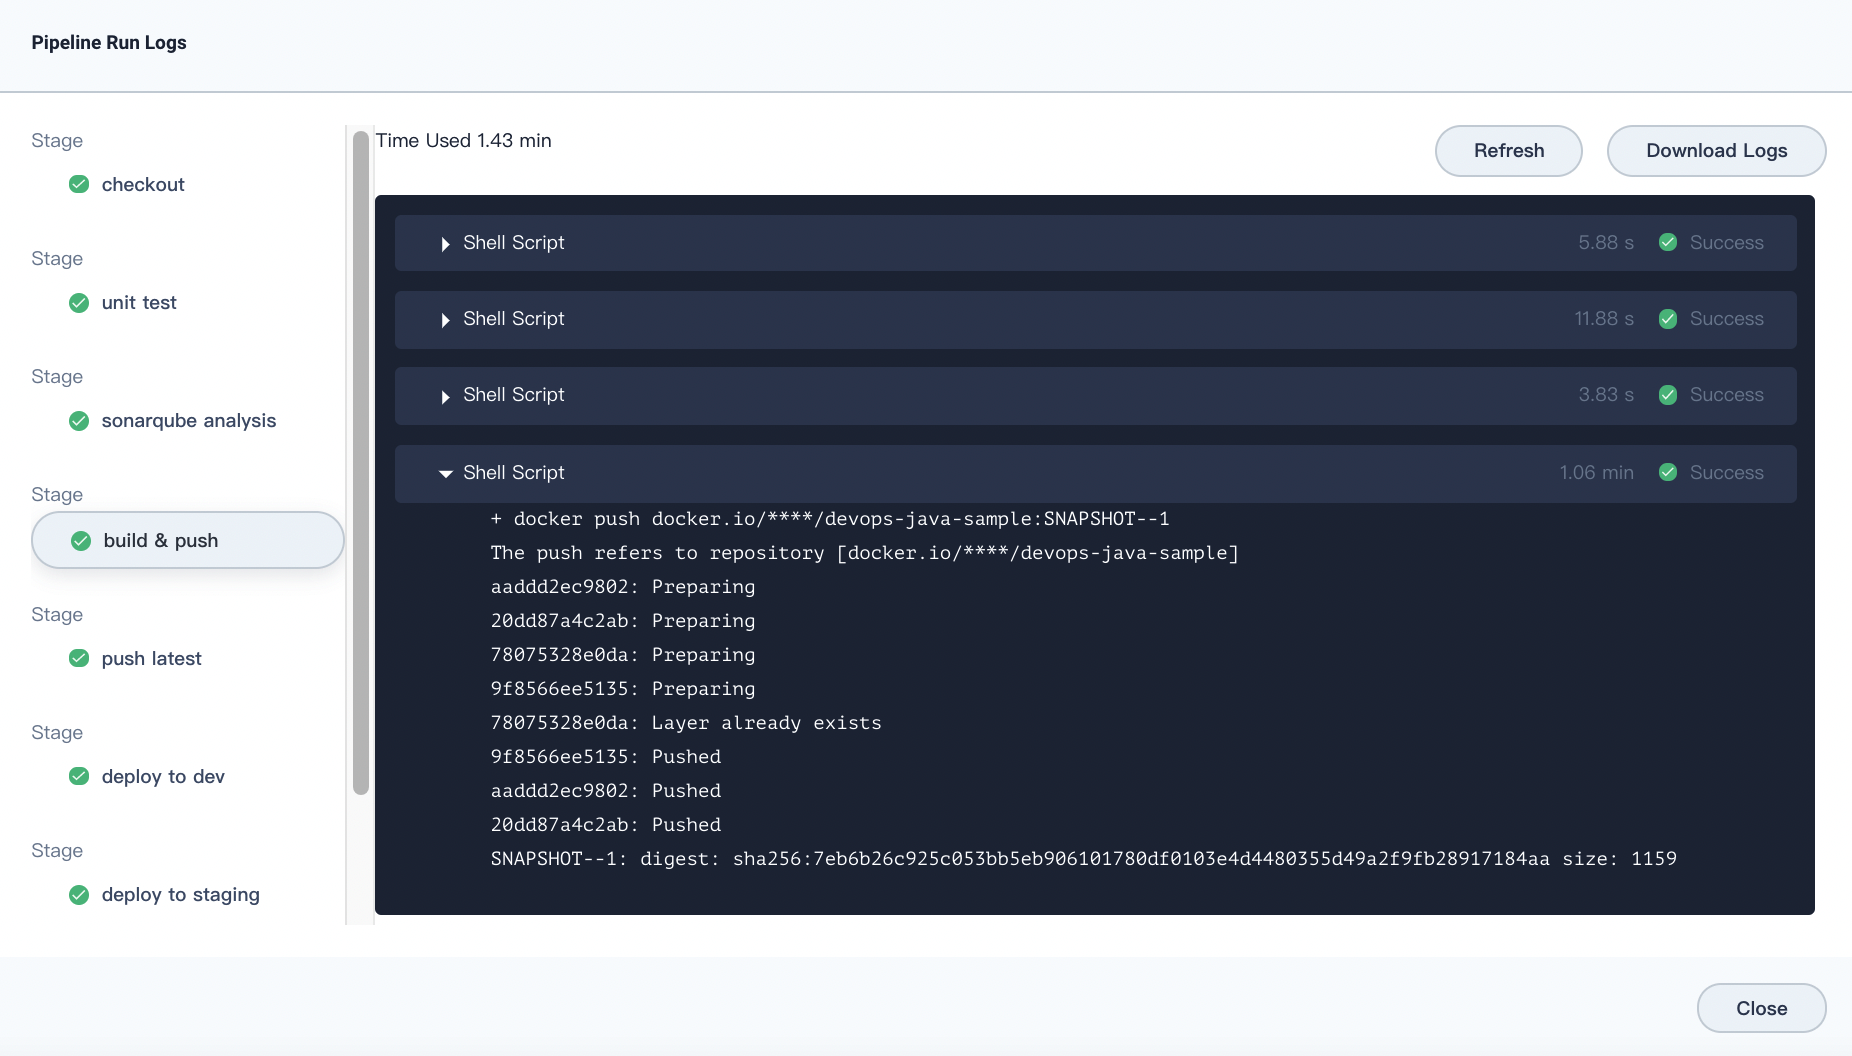 Pipeline Run Logs
Stage
checkout
Stage
unit test
Stage
sonarqube analysis
Stage
build & push
Stage
push latest
Stage
deploy to dev
Stage
deploy to staging
Time Used 1.43 min
Refresh
Download Logs
Shell Script 5.88 s Success
Shell Script 11.88 s Success
Shell Script 3.83 s Success
Shell Script 1.06 min Success
+ docker push docker.io/****/devops-java-sample:SNAPSHOT--1
The push refers to repository [docker.io/****/devops-java-sample]
aaddd2ec9802: Preparing
20dd87a4c2ab: Preparing
78075328e0da: Preparing
9f8566ee5135: Preparing
78075328e0da: Layer already exists
9f8566ee5135: Pushed
aaddd2ec9802: Pushed
20dd87a4c2ab: Pushed
SNAPSHOT--1: digest: sha256:7eb6b26c925c053bb5eb906101780df0103e4d4480355d49a2f9fb28917184aa size: 1159
Close